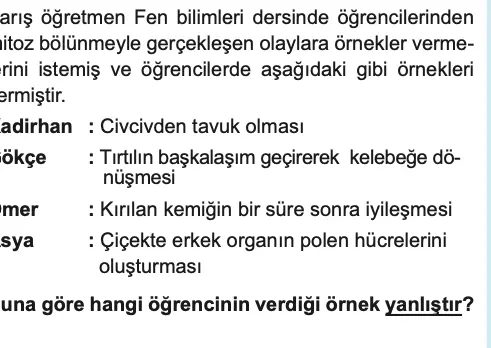 arış öğretmen Fen bilimleri dersinde öğrencilerinden
itoz bölünmeyle gerçekleşen olaylara örnekler verme-
erini istemiş ve öğrencilerde aşağıdaki gibi örnekleri
ermiştir.
adirhan : Civcivden tavuk olması
ökçe : Tırtılın başkalaşım geçirerek kelebeğe dö-
nüşmesi
mer : Kırılan kemiğin bir süre sonra iyileşmesi
sya : Çiçekte erkek organın polen hücrelerini
oluşturması
una göre hangi öğrencinin verdiği örnek yanlıştır?